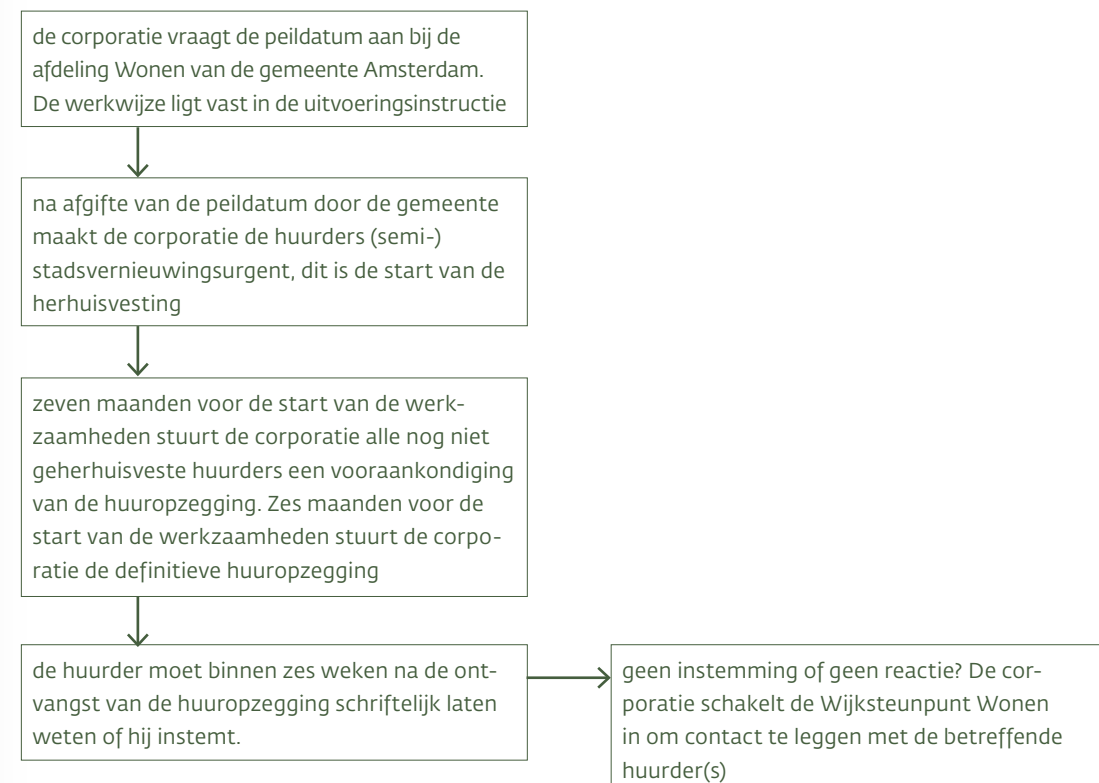 de corporatie vraagt de peildatum aan bij de
afdeling Wonen van de gemeente Amsterdam.
De werkwijze ligt vast in de uitvoeringsinstructie
na afgifte van de peildatum door de gemeente
maakt de corporatie de huurders (semi-)
stadsvernieuwingsurgent, dit is de start van de
herhuisvesting
zeven maanden voor de start van de werk-
zaamheden stuurt de corporatie alle nog niet
geherhuisveste huurders een vooraankondiging
van de huuropzegging. Zes maanden voor de
start van de werkzaamheden stuurt de corpo-
ratie de definitieve huuropzegging
de huurder moet binnen zes weken na de ont-
vangst van de huuropzegging schriftelijk laten
weten of hij instemt.
geen instemming of geen reactie? De cor-
poratie schakelt de Wijksteunpunt Wonen
in om contact te leggen met de betreffende
huurder(s)